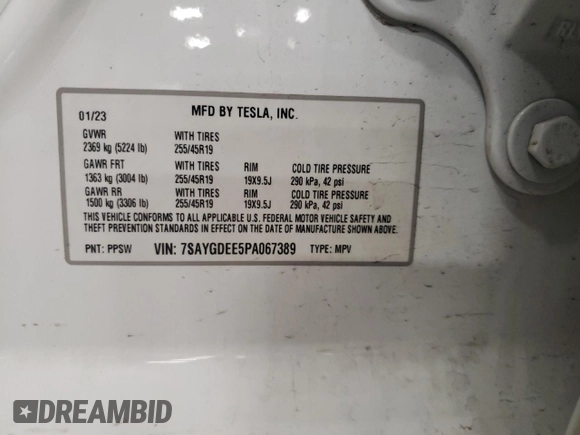 01/23 MFD BY TESLA, INC.
GVWR WITH TIRES
2369 kg (5224 lb) 255/45R19
GAWR FRT WITH TIRES RIM COLD TIRE PRESSURE
1363 kg (3004 lb) 255/45R19 19X9.5J 290 kPa, 42 psi
GAWR RR WITH TIRES RIM COLD TIRE PRESSURE
1500 kg (3306 lb) 255/45R19 19X9.5J 290 kPa, 42 psi
THIS VEHICLE CONFORMS TO ALL APPLICABLE U.S. FEDERAL MOTOR VEHICLE SAFETY AND
THEFT PREVENTION STANDARDS IN EFFECT ON THE DATE OF MANUFACTURE SHOWN ABOVE.
PNT: PPSW VIN: 7SAYGDEE5PA067389 TYPE: MPV
DREAMBID